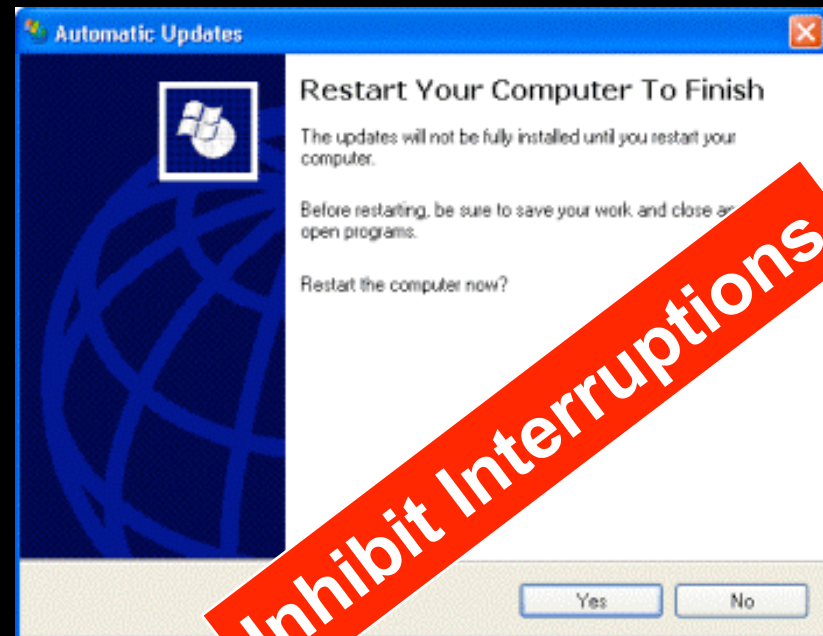 Automatic Updates
Restart Your Computer To Finish
The updates will not be fully installed until you restart your
computer.
Before restarting, be sure to save your work and close
open programs.
Restart the computer now?
Inhibit Interruptions
Yes
No